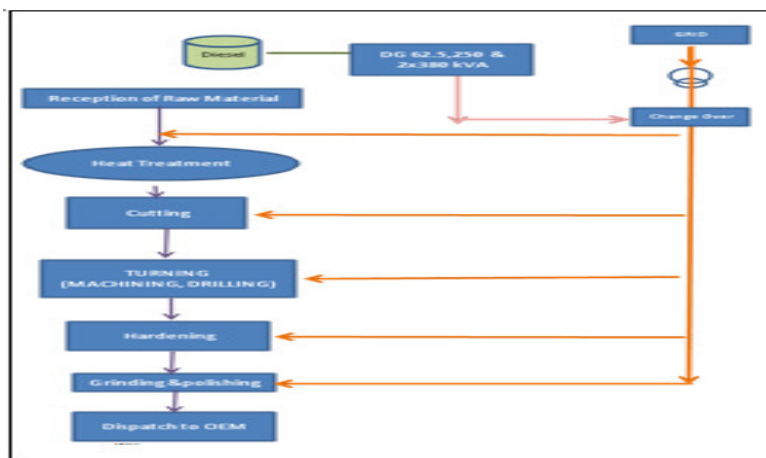 Diesel
DG 62.5,250 &
2x380 kVA
GRID
Reception of Raw Material
Change Over
Heat Treatment
Cutting
TURNING
(MACHINING, DRILLING)
Hardening
Grinding &polishing
Dispatch to OEM